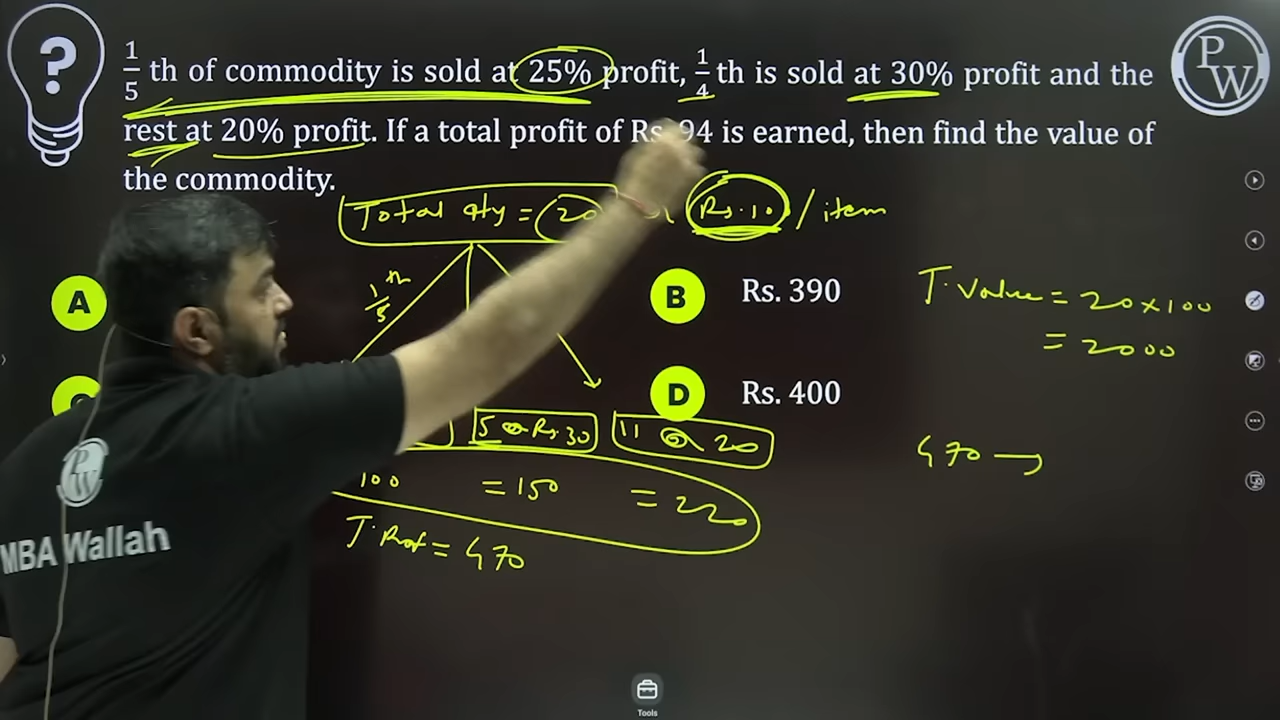 ?
1/5 th of commodity is sold at 25% profit, 1/4 th is sold at 30% profit and the
rest at 20% profit. If a total profit of Rs. 94 is earned, then find the value of
the commodity.
PW
Total qty = 20 Rs. 10 / item
1/5 th
A
B Rs. 390
D Rs. 400
T. Value = 20 x 100
= 2000
5 @ Rs. 30
11 @ 20
100 = 150 = 220
T. Prof = 470
470 →
PW
MBA Wallah
Tools